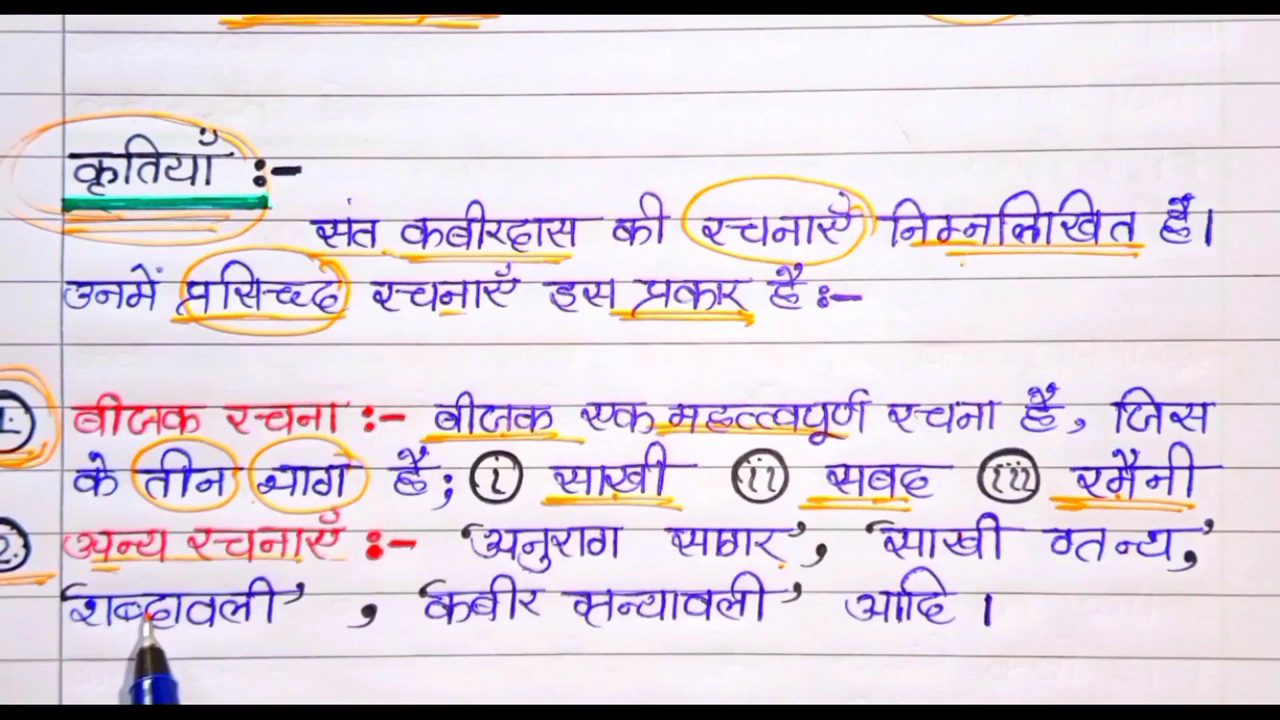 कृतियाँ :-
संत कबीरदास की रचनाएँ निम्नलिखित हैं।
उनमें प्रसिध्द रचनाएँ इस प्रकार हैं :-
1. बीजक रचना :- बीजक एक महत्त्वपूर्ण रचना है, जिस
के तीन भाग हैं; (i) साखी (ii) सबद (iii) रमैनी
2. अन्य रचनाएँ :- 'अनुराग सागर', 'साखी ग्रन्थ,'
'शब्दावली' , 'कबीर ग्रन्थावली' आदि ।